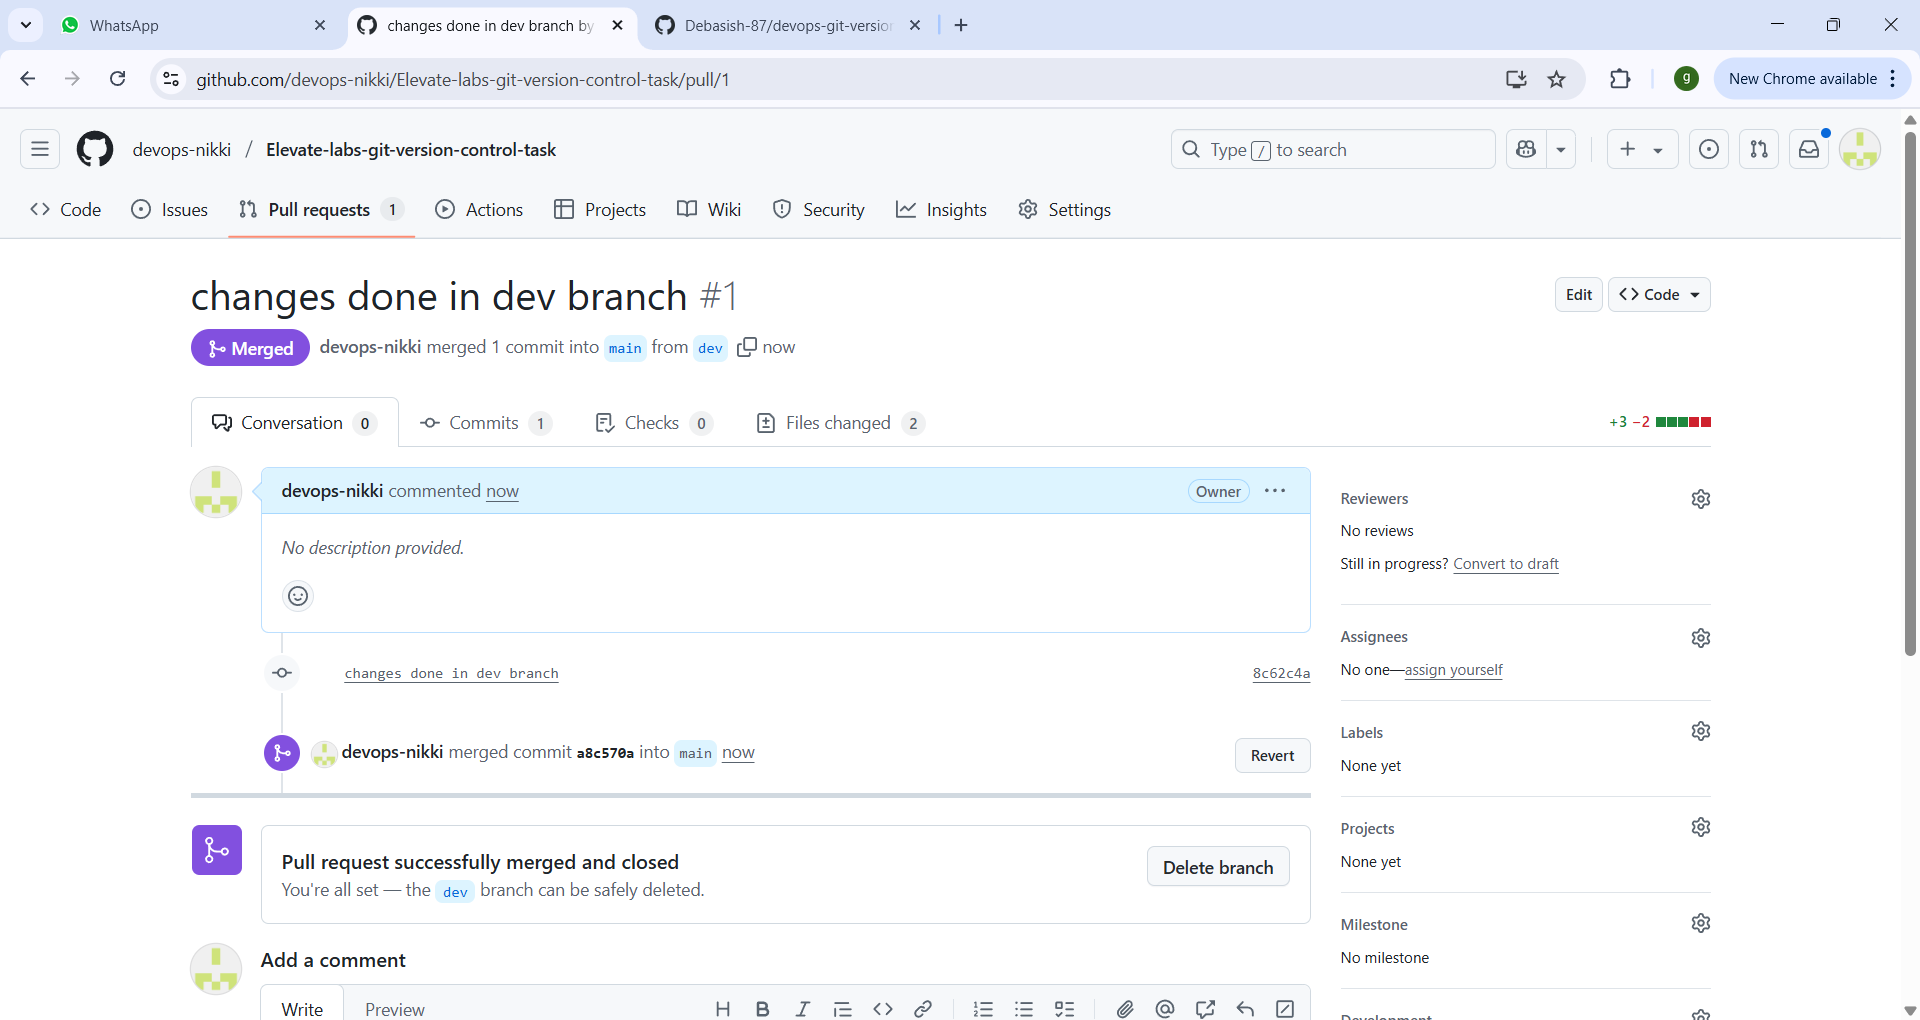 WhatsApp
changes done in dev branch by
Debasish-87/devops-git-version
github.com/devops-nikki/Elevate-labs-git-version-control-task/pull/1
g
New Chrome available
devops-nikki / Elevate-labs-git-version-control-task
Type / to search
Code
Issues
Pull requests 1
Actions
Projects
Wiki
Security
Insights
Settings
changes done in dev branch #1
Edit
Code
Merged
devops-nikki merged 1 commit into main from dev now
Conversation 0
Commits 1
Checks 0
Files changed 2
+3 −2
devops-nikki commented now
Owner
No description provided.
changes done in dev branch
8c62c4a
devops-nikki merged commit a8c570a into main now
Revert
Pull request successfully merged and closed
You're all set — the dev branch can be safely deleted.
Delete branch
Add a comment
Write
Preview
Reviewers
No reviews
Still in progress? Convert to draft
Assignees
No one—assign yourself
Labels
None yet
Projects
None yet
Milestone
No milestone
Development